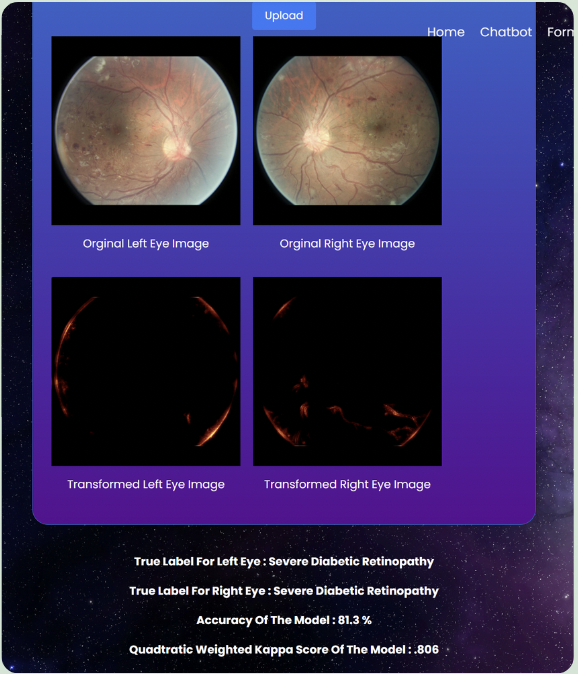 Upload
Home Chatbot Form
Orginal Left Eye Image
Orginal Right Eye Image
Transformed Left Eye Image
Transformed Right Eye Image
True Label For Left Eye : Severe Diabetic Retinopathy
True Label For Right Eye : Severe Diabetic Retinopathy
Accuracy Of The Model : 81.3 %
Quadtratic Weighted Kappa Score Of The Model : .806